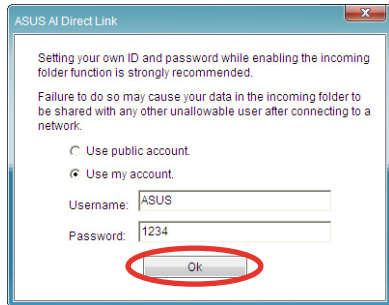 ASUS AI Direct Link
Setting your own ID and password while enabling the incoming
folder function is strongly recommended.
Failure to do so may cause your data in the incoming folder to
be shared with any other unallowable user after connecting to a
network.
Use public account.
Use my account.
Username: ASUS
Password: 1234
Ok